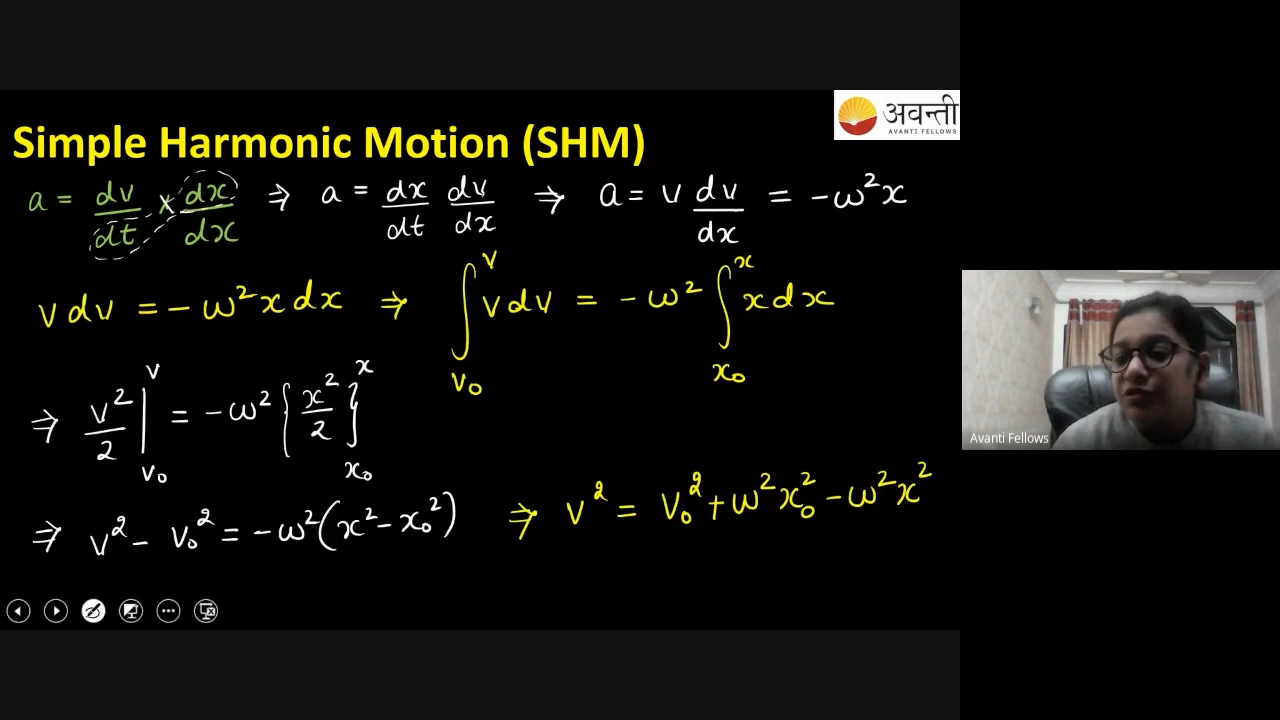 अवन्ती
AVANTI FELLOWS
Simple Harmonic Motion (SHM)
a = dv/dt × dx/dx ⇒ a = dx/dt dv/dx ⇒ a = v dv/dx = -ω²x
v dv = -ω² x dx ⇒ ∫_{v₀}^{v} v dv = -ω² ∫_{x₀}^{x} x dx
⇒ v²/2 |_{v₀}^{v} = -ω² { x²/2 ]_{x₀}^{x}
⇒ v² - v₀² = -ω² (x² - x₀²) ⇒ v² = v₀² + ω²x₀² - ω²x²
Avanti Fellows